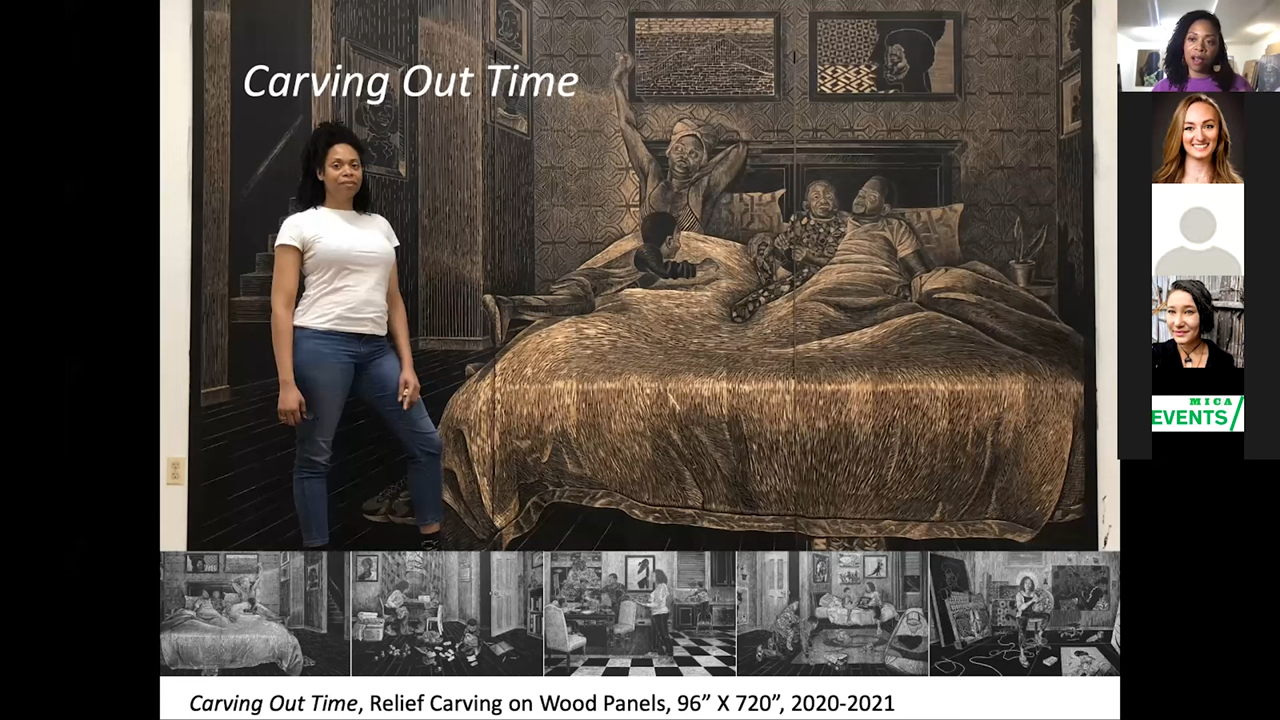 Carving Out Time
MICA
EVENTS/
Carving Out Time, Relief Carving on Wood Panels, 96” X 720”, 2020-2021